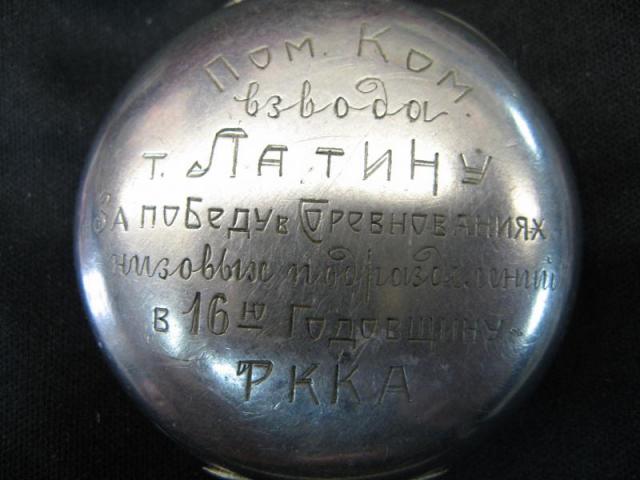 Пом. Ком
взвода
т. Латину
За победу в Соревнованиях
низовых подразделений
в 16ю Годовщину
РККА